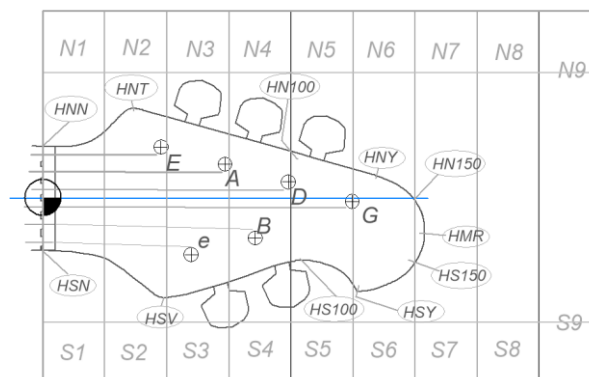 N1 N2 N3 N4 N5 N6 N7 N8
N9
HNT
HN100
HNN
HNY
HN150
E
A
D
G
B
e
HMR
HS150
HSN
HSV
HS100
HSY
S9
S1 S2 S3 S4 S5 S6 S7 S8